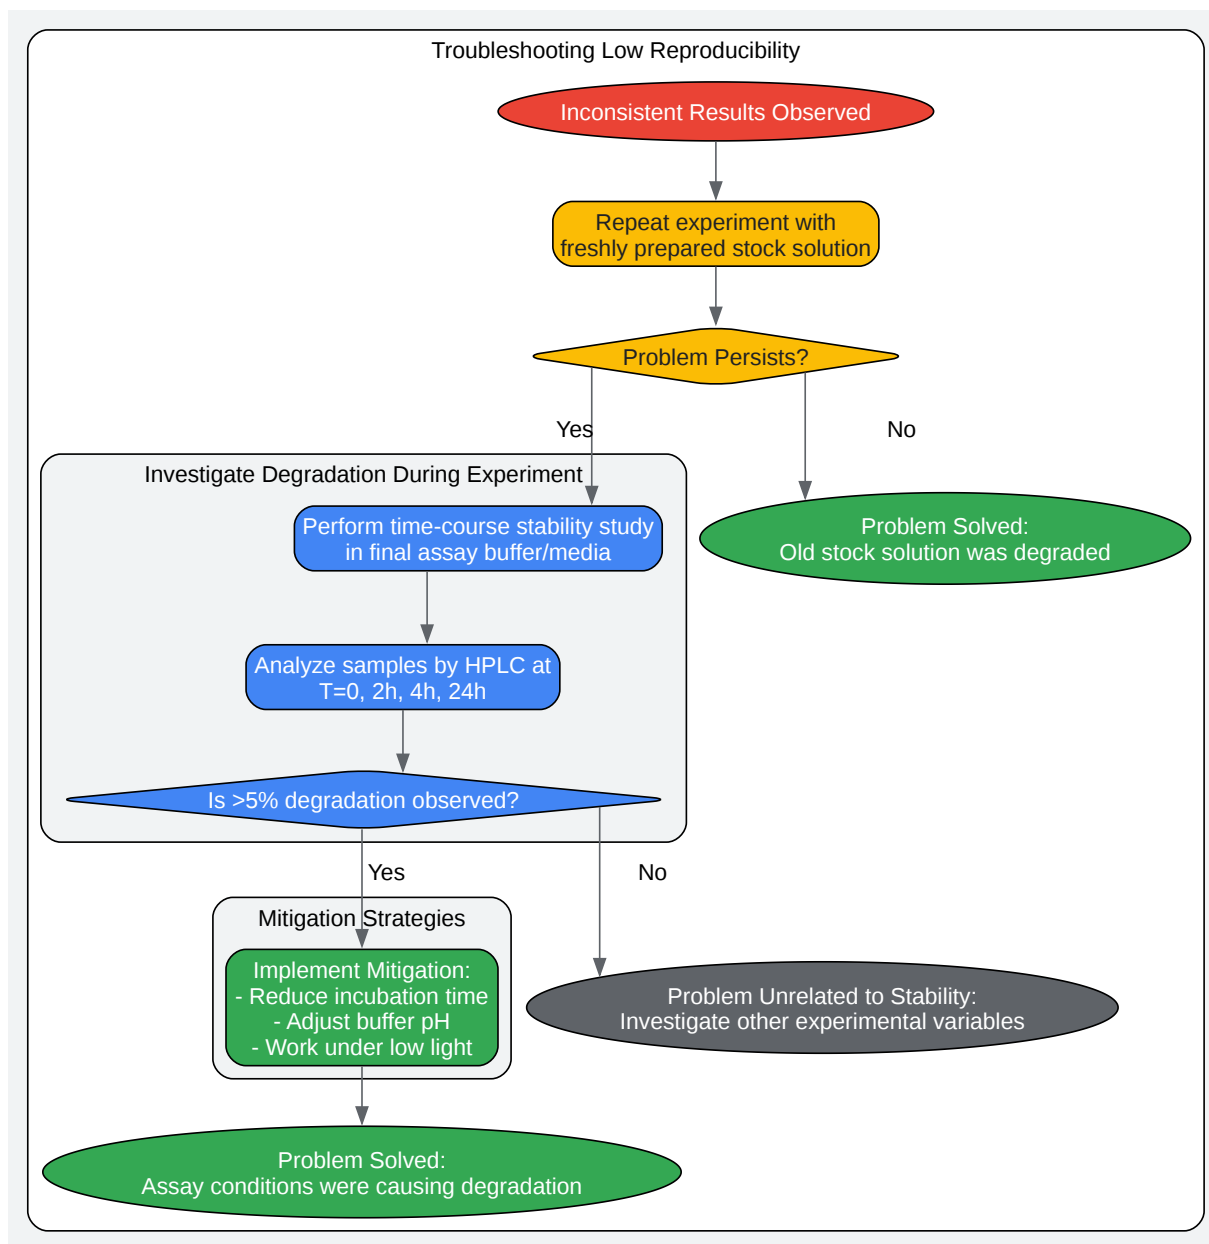 Troubleshooting Low Reproducibility
Inconsistent Results Observed
Repeat experiment with
freshly prepared stock solution
Problem Persists?
Yes
No
Investigate Degradation During Experiment
Perform time-course stability study
in final assay buffer/media
Problem Solved:
Old stock solution was degraded
Analyze samples by HPLC at
T=0, 2h, 4h, 24h
Is >5% degradation observed?
Yes
No
Mitigation Strategies
Implement Mitigation:
- Reduce incubation time
- Adjust buffer pH
- Work under low light
Problem Unrelated to Stability:
Investigate other experimental variables
Problem Solved:
Assay conditions were causing degradation